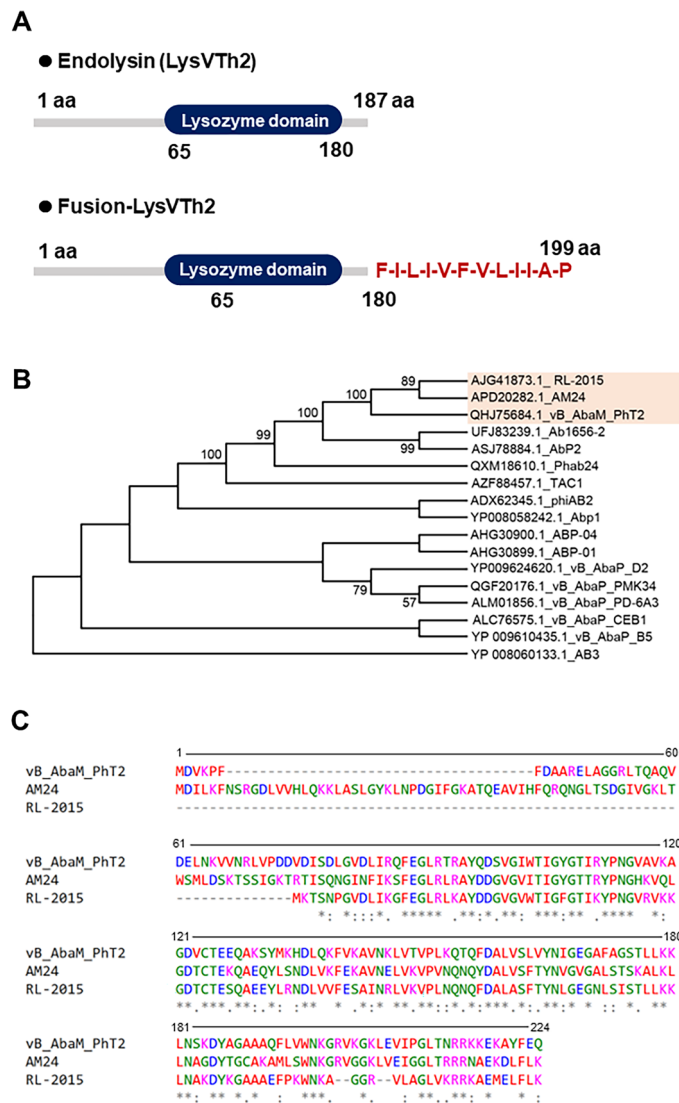 A
● Endolysin (LysVTh2)
1 aa 187 aa
Lysozyme domain
65 180
● Fusion-LysVTh2
1 aa 199 aa
Lysozyme domain F-I-L-I-V-F-V-L-I-I-A-P
65 180
B
89 AJG41873.1_ RL-2015
100 APD20282.1_AM24
100 QHJ75684.1_vB_AbaM_PhT2
99 UFJ83239.1_Ab1656-2
99 ASJ78884.1_AbP2
100 QXM18610.1_Phab24
AZF88457.1_TAC1
ADX62345.1_phiAB2
YP008058242.1_Abp1
AHG30900.1_ABP-04
AHG30899.1_ABP-01
YP009624620.1_vB_AbaP_D2
79 QGF20176.1_vB_AbaP_PMK34
57 ALM01856.1_vB_AbaP_PD-6A3
ALC76575.1_vB_AbaP_CEB1
YP 009610435.1_vB_AbaP_B5
YP 008060133.1_AB3
C
1 60
vB_AbaM_PhT2 MDVKPF--------------------------------------FDAARELAGGRLTQAQV
AM24 MDILKFNSRGDLVVHLQKKLASLGYKLNPDGIFGKATQEAVIHFQRQNGLTSDGIVGKLT
RL-2015 ------------------------------------------------------------
61 120
vB_AbaM_PhT2 DELNKVVNRLVPDDVDISDLGVDLIRQFEGLRTRAYQDSVGIWTIGYGTIRYPNGVAVKA
AM24 WSMLDSKTSSIGKTRTISQNGINFIKSFEGLRLKAYDDGVGVITIGFGTIRYPNGHKVQL
RL-2015 --------------MKTSNPGVDLIKGFEGLRLKAYDDGVGVWTIGFGTIKYPNGVRVKK
*: *:::*: ***** .**:*.**: ***:***:**** *:
121 180
vB_AbaM_PhT2 GDVCTEEQAKSYMKHDLQKFVKAVNKLVTVPLKQTQFDALVSLVYNIGEGAFAGSTLLKK
AM24 GDTCTEKQAEQYLSNDLVKFEKAVNELVKVPVNQNQYDALVSFTYNVGVGALSTSKALKL
RL-2015 GDTCTESQAEEYLRNDLVVFESAINRLVKVPLNQNQFDALASFTYNLGEGNLSISTLLKK
**.***.**:.*: :** * .*:*.**.**::*.*:***.*:.**:* * :: *. **
181 224
vB_AbaM_PhT2 LNSKDYAGAAAQFLVWNKGRVKGKLEVIPGLTNRRKKEKAYFEQ
AM24 LNAGDYTGCAKAMLSWINGKVGGKLVEIGGLTRRRNAEKDLFLK
RL-2015 LNAKDYKGAAAEFPKWNKA--GGR--VLAGLVKRRKAEMELFLK
**: ** *.* : * :. *: : **..**: * * :